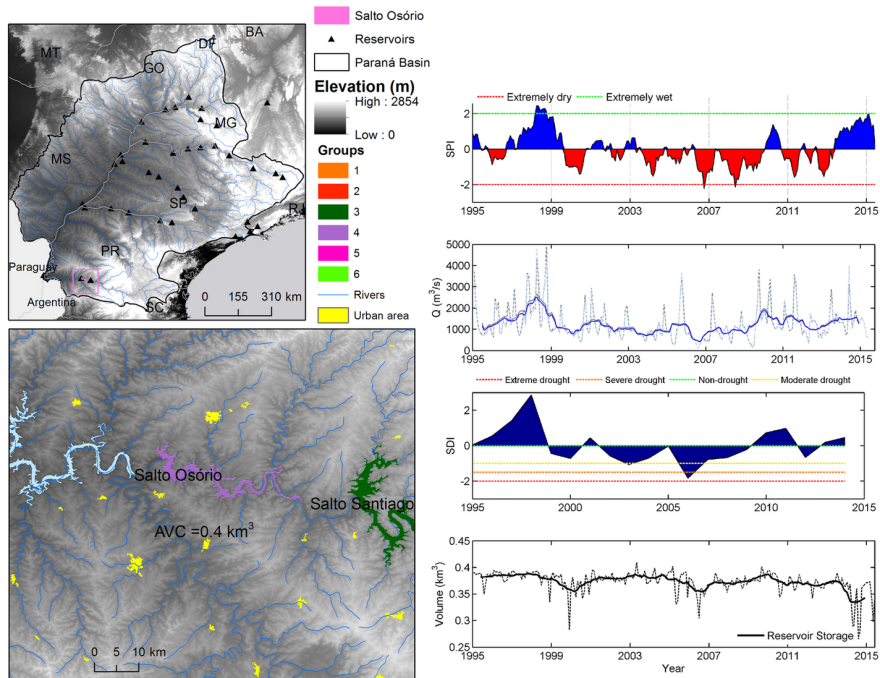 Salto Osório
Reservoirs
Paraná Basin
Elevation (m)
High : 2854
Low : 0
Groups
1
2
3
4
5
6
Rivers
Urban area
MT
GO
DF
BA
MG
MS
SP
RJ
PR
SC
Paraguay
Argentina
0 155 310 km
Salto Osório
Salto Santiago
AVC =0.4 km³
0 5 10 km
Extremely dry
Extremely wet
SPI
2
0
-2
1995 1999 2003 2007 2011 2015
Q (m³/s)
5000
4000
3000
2000
1000
0
1995 1999 2003 2007 2011 2015
Extreme drought Severe drought Non-drought Moderate drought
SDI
2
0
-2
1995 2000 2005 2010 2015
Volume (km³)
0.45
0.4
0.35
0.3
0.25
Reservoir Storage
1995 1999 2003 2007 2011 2015
Year